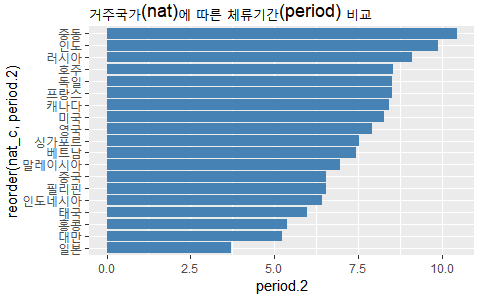 거주국가(nat)에 따른 체류기간(period) 비교
reorder(nat_c, period.2)
중동
인도
러시아
호주
독일
프랑스
캐나다
미국
영국
싱가포르
베트남
말레이시아
중국
필리핀
인도네시아
태국
홍콩
대만
일본
0.0 2.5 5.0 7.5 10.0
period.2